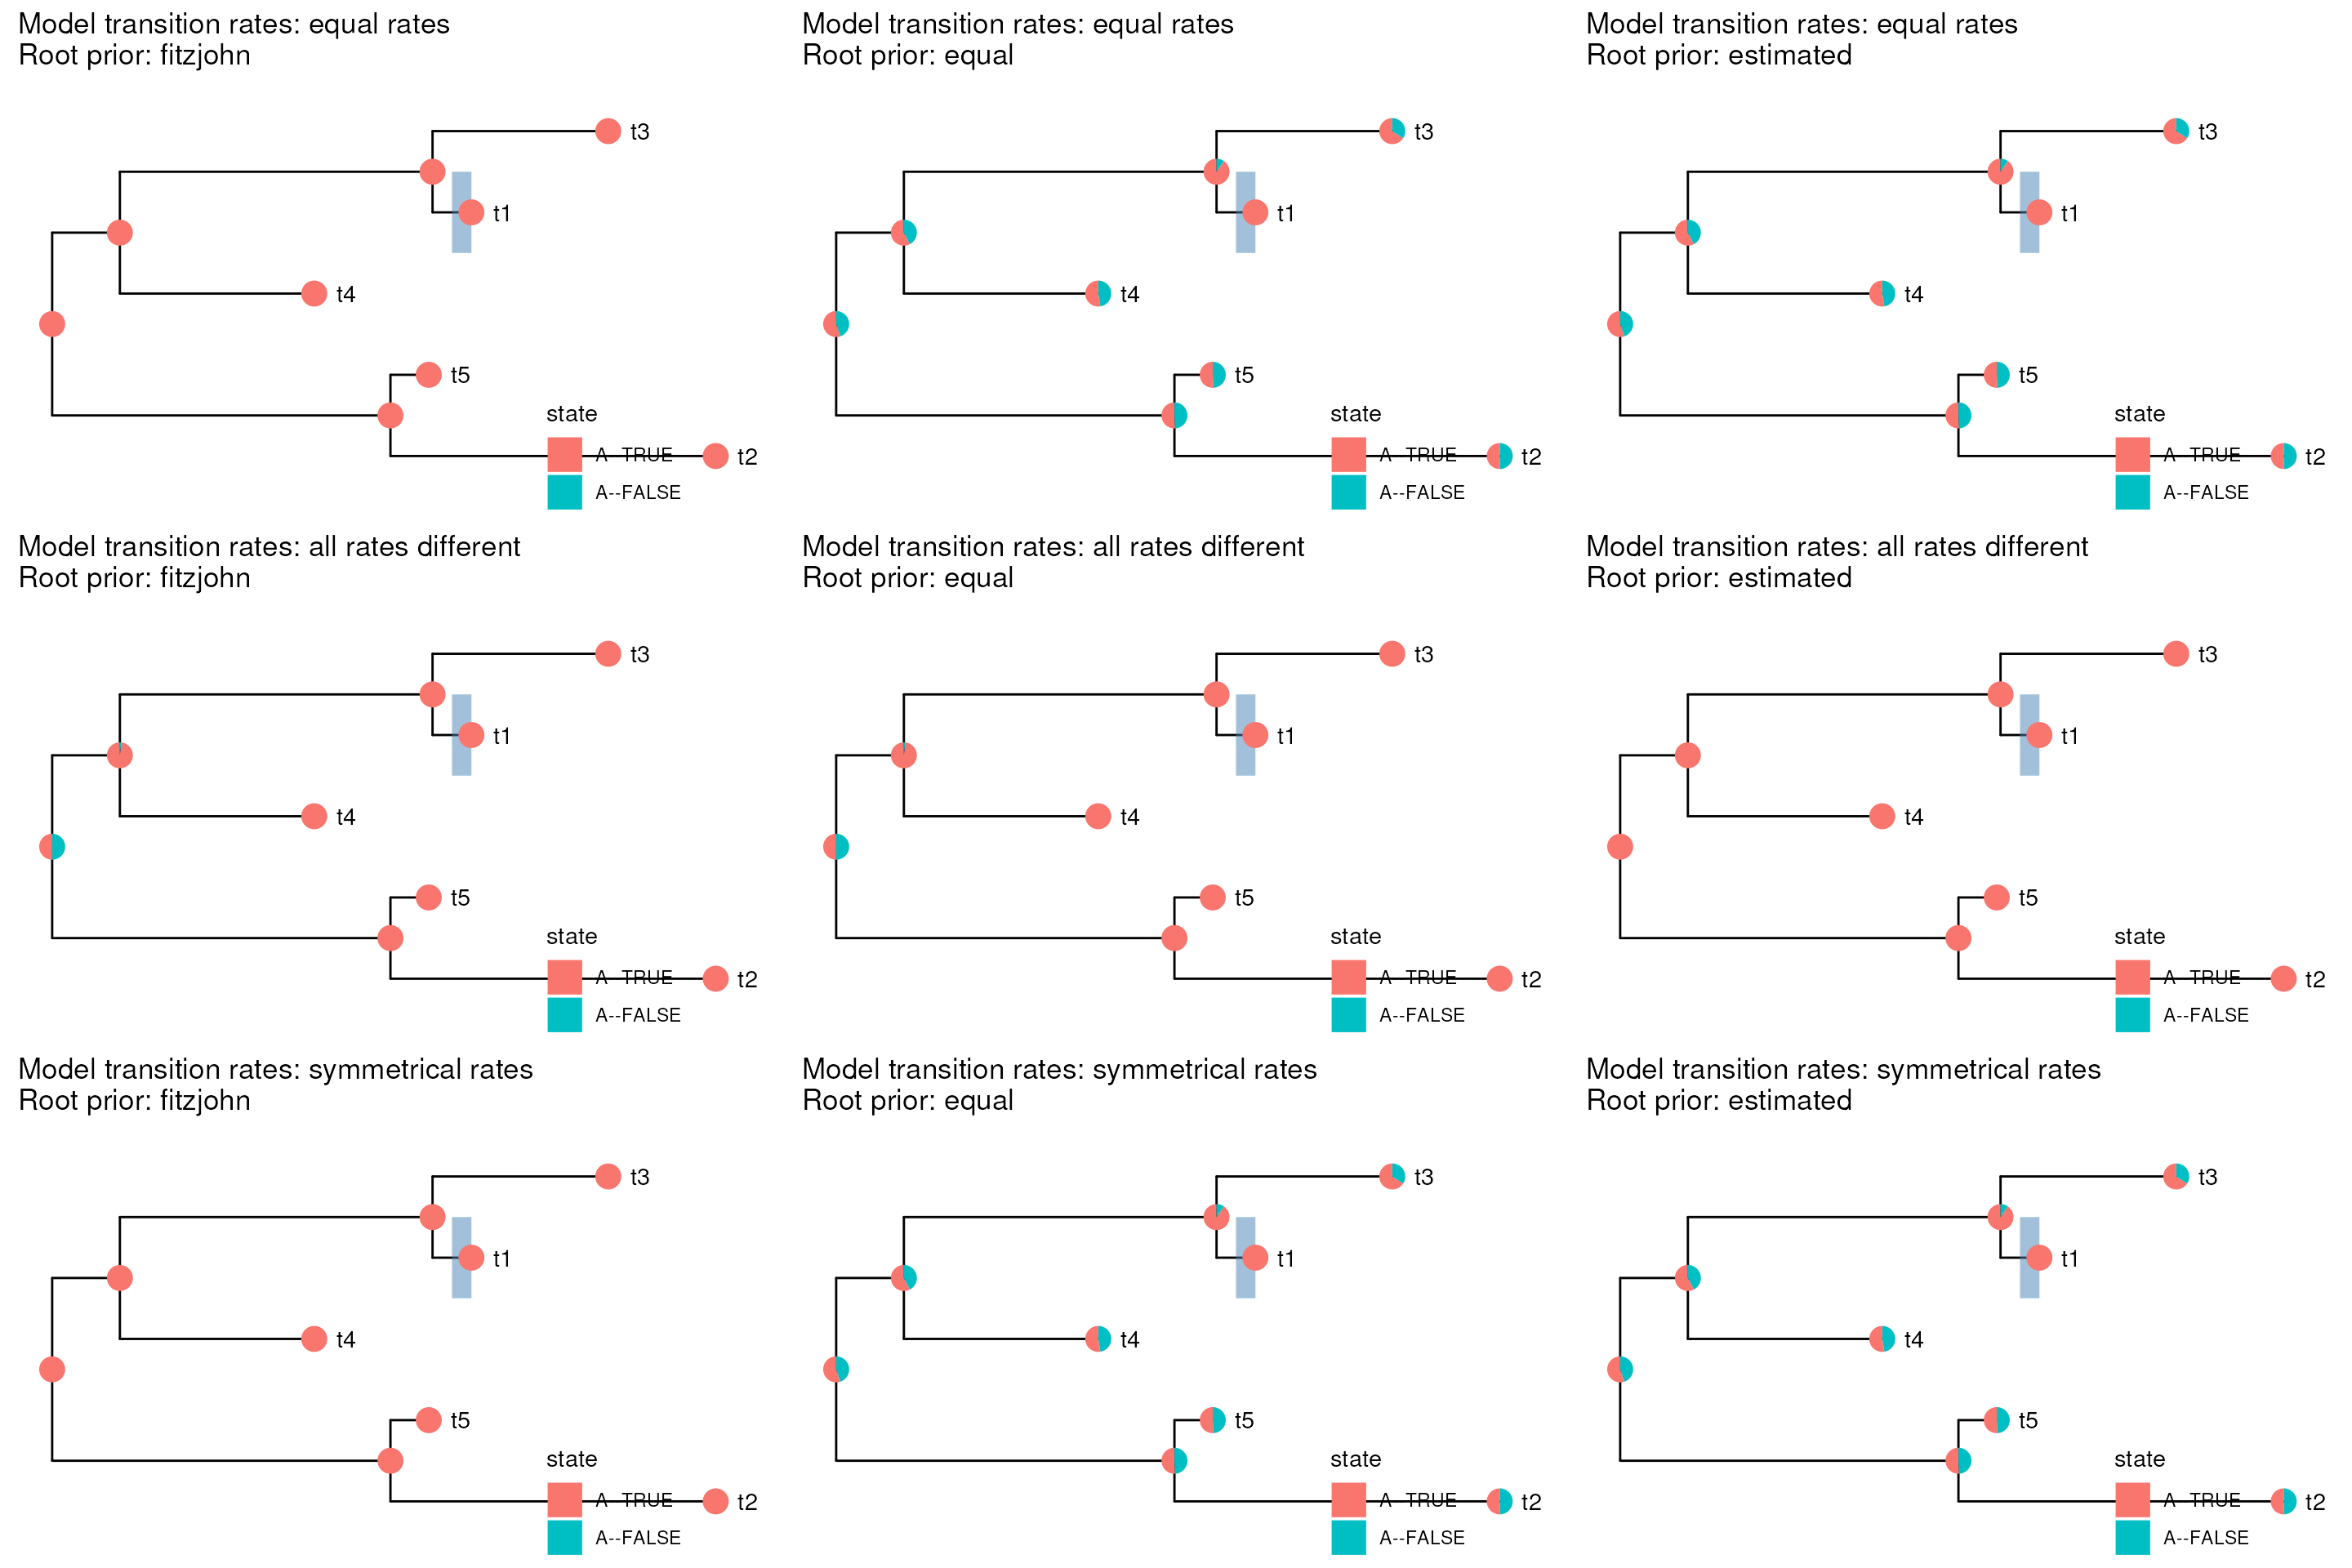 Model transition rates: equal rates
Root prior: fitzjohn
t3
t1
t4
t5
state
A--TRUE
t2
A--FALSE
Model transition rates: equal rates
Root prior: equal
t3
t1
t4
t5
state
A--TRUE
t2
A--FALSE
Model transition rates: equal rates
Root prior: estimated
t3
t1
t4
t5
state
A--TRUE
t2
A--FALSE
Model transition rates: all rates different
Root prior: fitzjohn
t3
t1
t4
t5
state
A--TRUE
t2
A--FALSE
Model transition rates: all rates different
Root prior: equal
t3
t1
t4
t5
state
A--TRUE
t2
A--FALSE
Model transition rates: all rates different
Root prior: estimated
t3
t1
t4
t5
state
A--TRUE
t2
A--FALSE
Model transition rates: symmetrical rates
Root prior: fitzjohn
t3
t1
t4
t5
state
A--TRUE
t2
A--FALSE
Model transition rates: symmetrical rates
Root prior: equal
t3
t1
t4
t5
state
A--TRUE
t2
A--FALSE
Model transition rates: symmetrical rates
Root prior: estimated
t3
t1
t4
t5
state
A--TRUE
t2
A--FALSE